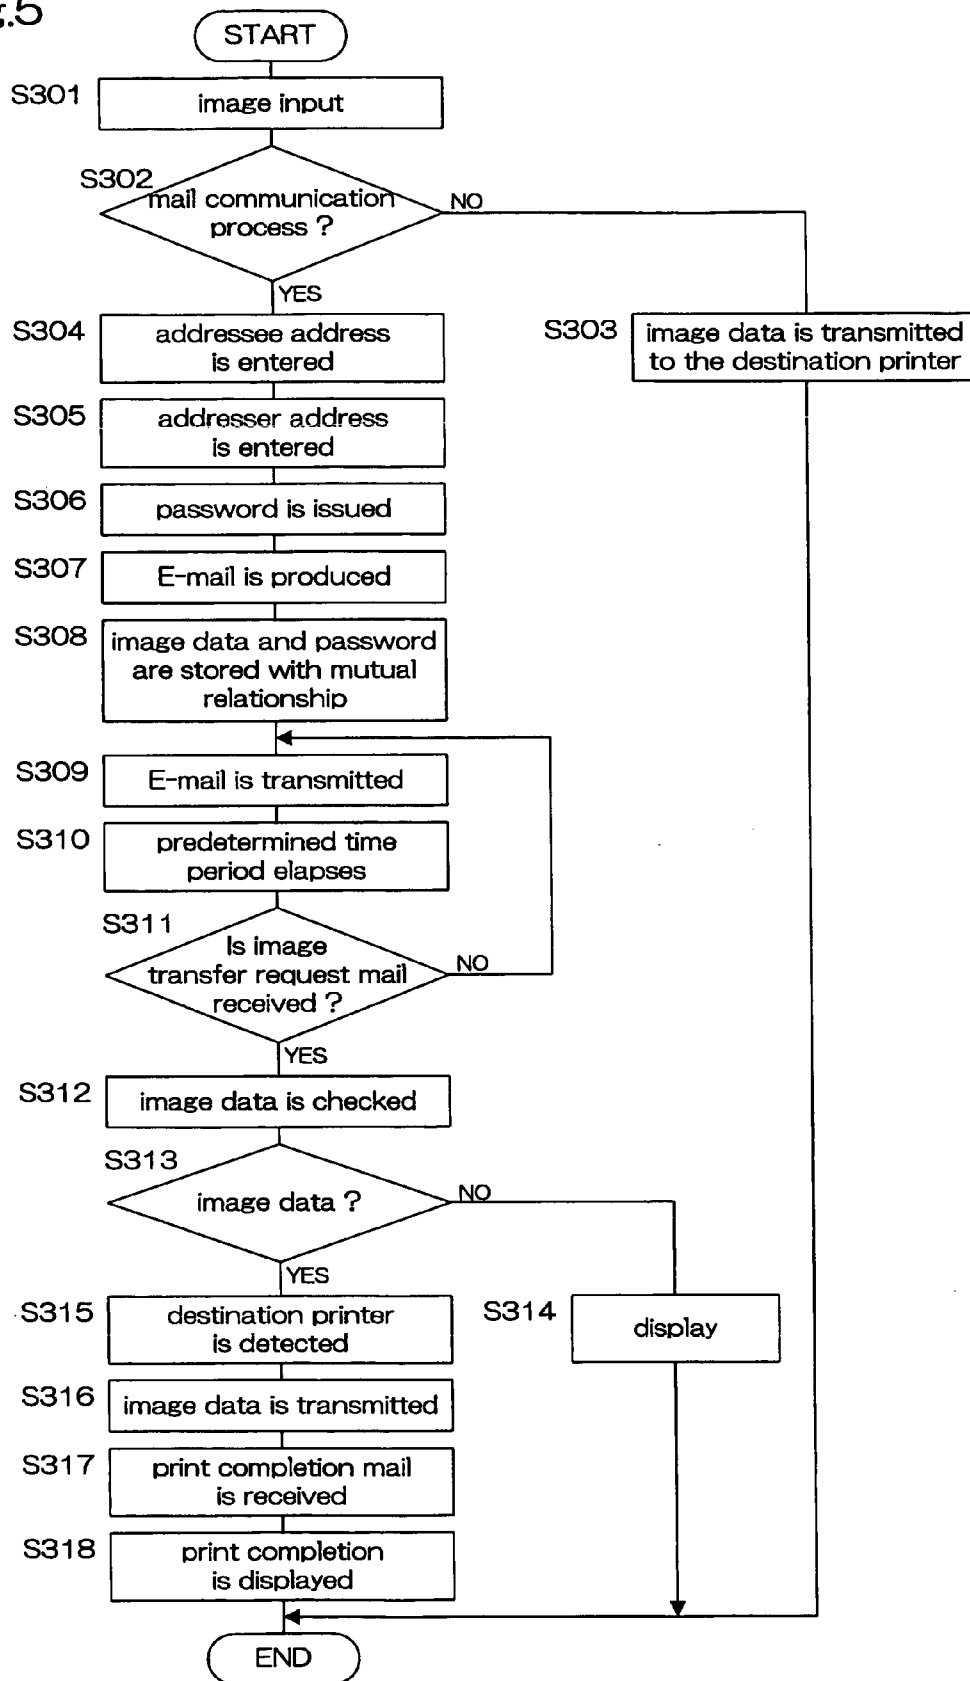 g.5
START
S301
image input
S302
mail communication
process ?
NO
YES
S304
addressee address
is entered
S303
image data is transmitted
to the destination printer
S305
addresser address
is entered
S306
password is issued
S307
E-mail is produced
S308
image data and password
are stored with mutual
relationship
S309
E-mail is transmitted
S310
predetermined time
period elapses
S311
Is image
transfer request mail
received ?
NO
YES
S312
image data is checked
S313
image data ?
NO
YES
S315
destination printer
is detected
S314
display
S316
image data is transmitted
S317
print completion mail
is received
S318
print completion
is displayed
END